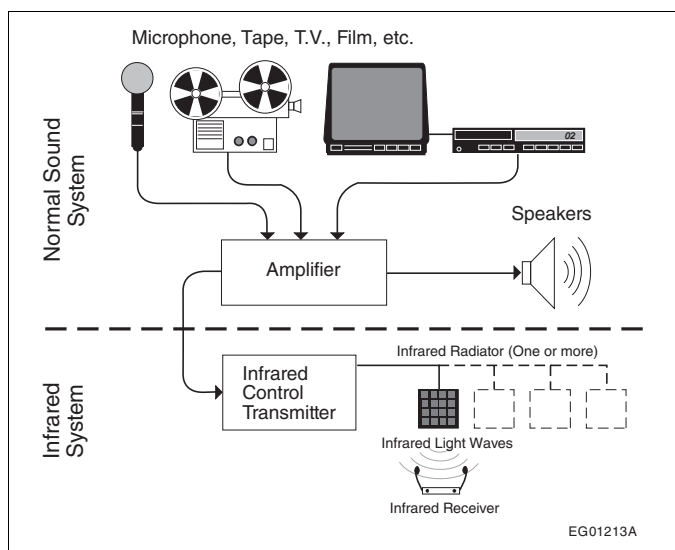 Microphone, Tape, T.V., Film, etc.
Normal Sound
System
02
Speakers
Amplifier
Infrared Radiator (One or more)
Infrared
Control
Transmitter
Infrared
System
Infrared Light Waves
Infrared Receiver
EG01213A